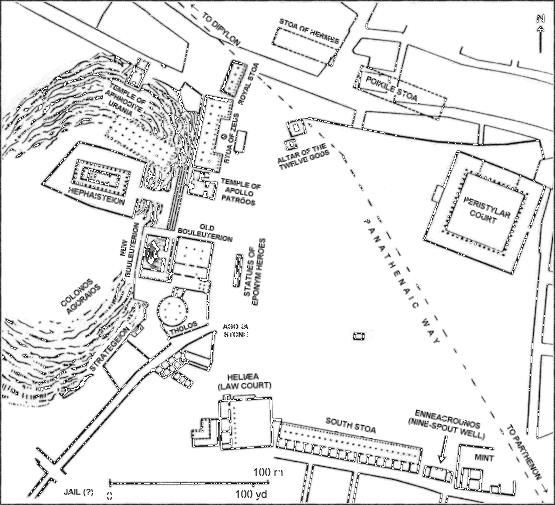 TO DIPYLON
STOA OF HERMES
N
ROYAL STOA
POIKILE STOA
TEMPLE OF
APHRODITE
URANIA
STOA OF ZEUS
ALTAR OF THE
TWELVE GODS
HEPHAISTEION
TEMPLE OF
APOLLO
PATRÓOS
PERISTYLAR
COURT
PANATHENAIC WAY
OLD
BOULEUTERION
NEW
BOULEUTERION
STATUES OF
EPONYM HEROES
COLONOS
AGORAIOS
THOLOS
AGORA
STONE
STRATEGEION
HELIAEA
(LAW COURT)
SOUTH STOA
ENNEACROUNOS
(NINE-SPOUT WELL)
MINT
TO PARTHENON
JAIL (?)
0
100 m
100 yd